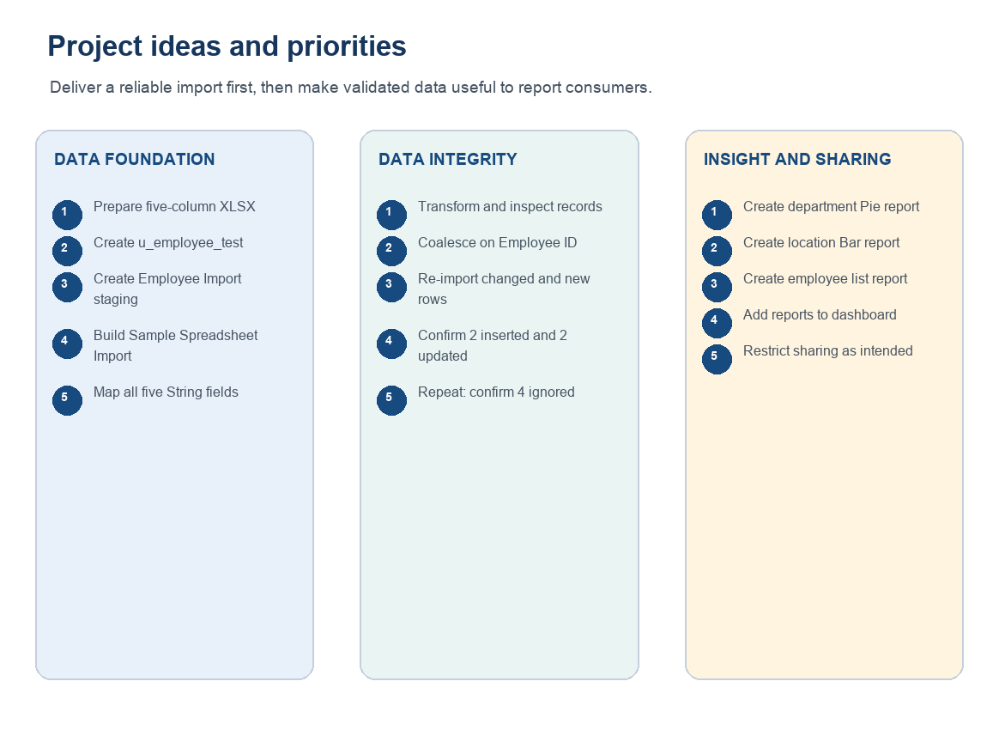 Project ideas and priorities
Deliver a reliable import first, then make validated data useful to report consumers.
DATA FOUNDATION
1 Prepare five-column XLSX
2 Create u_employee_test
3 Create Employee Import
staging
4 Build Sample Spreadsheet
Import
5 Map all five String fields
DATA INTEGRITY
1 Transform and inspect records
2 Coalesce on Employee ID
3 Re-import changed and new
rows
4 Confirm 2 inserted and 2
updated
5 Repeat: confirm 4 ignored
INSIGHT AND SHARING
1 Create department Pie report
2 Create location Bar report
3 Create employee list report
4 Add reports to dashboard
5 Restrict sharing as intended